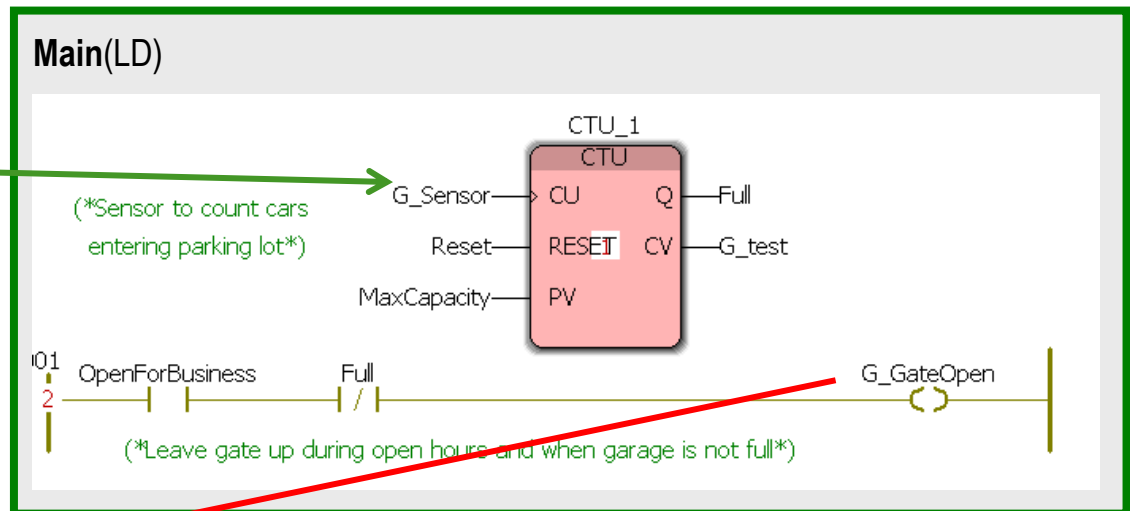 Main(LD)
CTU_1
CTU
G_Sensor CU Q Full
(*Sensor to count cars
entering parking lot*)
Reset RESET 1 CV G_test
MaxCapacity PV
001
OpenForBusiness Full G_GateOpen
2
(*Leave gate up during open hours and when garage is not full*)